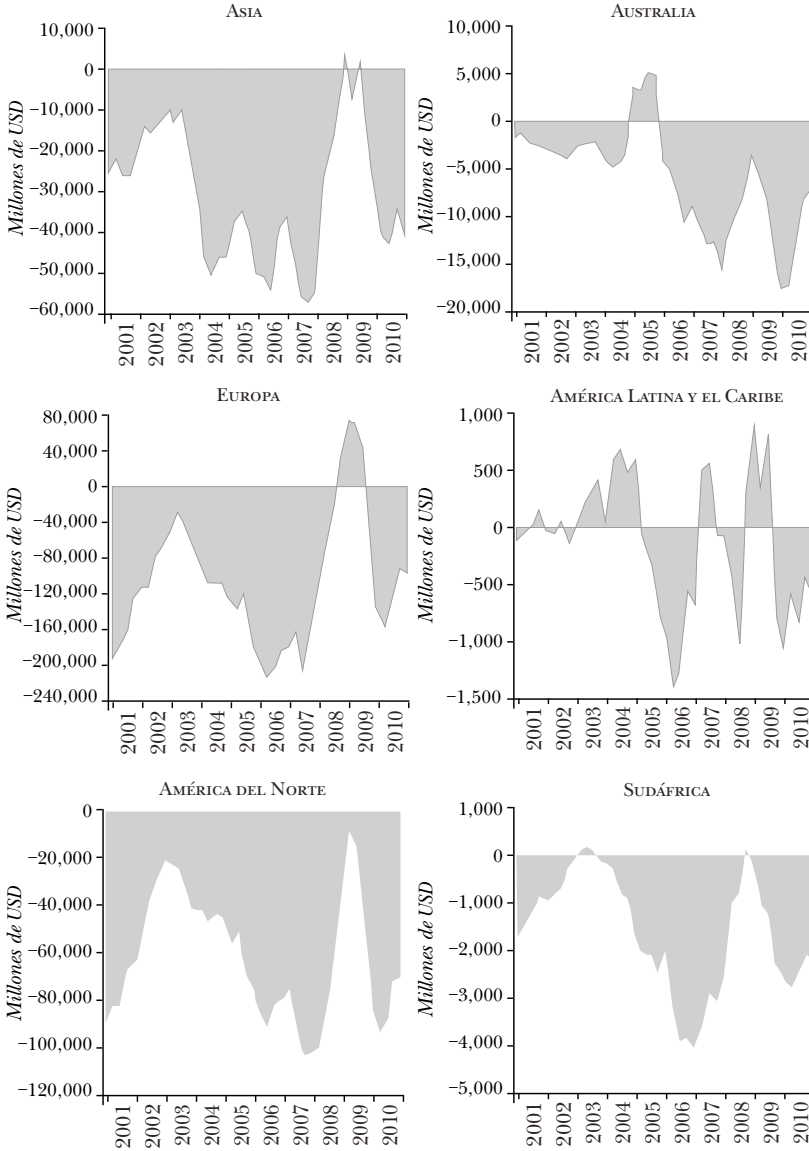 Asia
Millones de USD
10,000
0
−10,000
−20,000
−30,000
−40,000
−50,000
−60,000
2001 2002 2003 2004 2005 2006 2007 2008 2009 2010
Australia
Millones de USD
10,000
5,000
0
−5,000
−10,000
−15,000
−20,000
2001 2002 2003 2004 2005 2006 2007 2008 2009 2010
Europa
Millones de USD
80,000
40,000
0
−40,000
−80,000
−120,000
−160,000
−200,000
−240,000
2001 2002 2003 2004 2005 2006 2007 2008 2009 2010
América Latina y el Caribe
Millones de USD
1,000
500
0
−500
−1,000
−1,500
2001 2002 2003 2004 2005 2006 2007 2008 2009 2010
América del Norte
Millones de USD
0
−20,000
−40,000
−60,000
−80,000
−100,000
−120,000
2001 2002 2003 2004 2005 2006 2007 2008 2009 2010
Sudáfrica
Millones de USD
1,000
0
−1,000
−2,000
−3,000
−4,000
−5,000
2001 2002 2003 2004 2005 2006 2007 2008 2009 2010